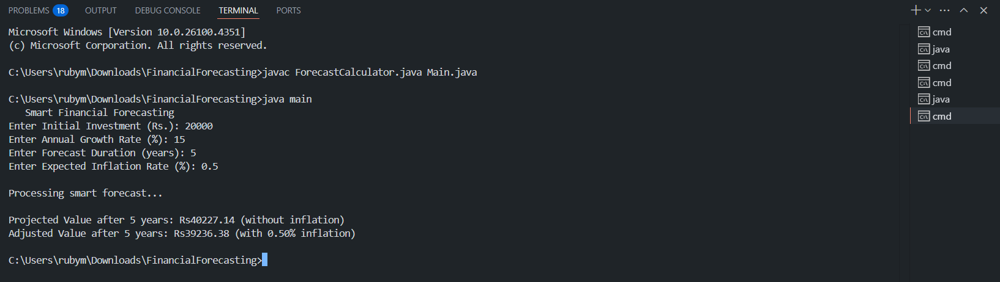 PROBLEMS 18 OUTPUT DEBUG CONSOLE TERMINAL PORTS
Microsoft Windows [Version 10.0.26100.4351]
(c) Microsoft Corporation. All rights reserved.
C:\Users\rubym\Downloads\FinancialForecasting>javac ForecastCalculator.java Main.java
C:\Users\rubym\Downloads\FinancialForecasting>java main
Smart Financial Forecasting
Enter Initial Investment (Rs.): 20000
Enter Annual Growth Rate (%): 15
Enter Forecast Duration (years): 5
Enter Expected Inflation Rate (%): 0.5
Processing smart forecast...
Projected Value after 5 years: Rs40227.14 (without inflation)
Adjusted Value after 5 years: Rs39236.38 (with 0.50% inflation)
C:\Users\rubym\Downloads\FinancialForecasting>
cmd
java
cmd
cmd
java
cmd